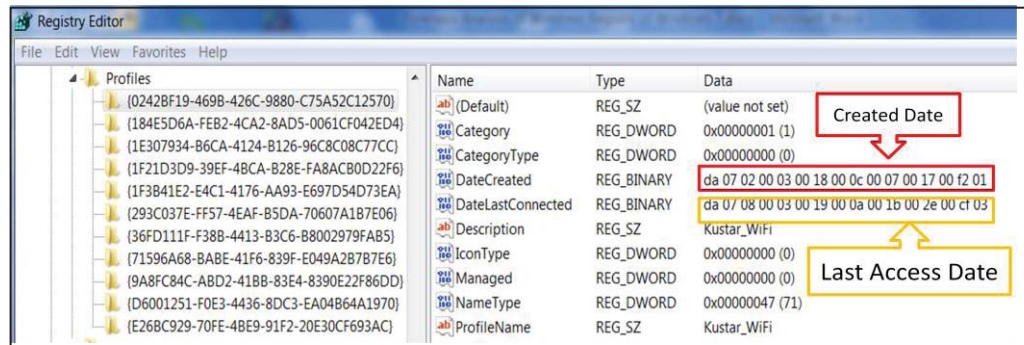 Registry Editor
File Edit View Favorites Help
Profiles
{0242BF19-469B-426C-9880-C75A52C12570}
{184E5D6A-FEB2-4CA2-8AD5-0061CF042ED4}
{1E307934-B6CA-4124-B126-96C8C08C77CC}
{1F21D3D9-39EF-4BCA-B28E-FA8ACB0D22F6}
{1F3B41E2-E4C1-4176-AA93-E697D54D73EA}
{293C037E-FF57-4EAF-B5DA-70607A1B7E06}
{36FD111F-F38B-4413-B3C6-B8002979FAB5}
{71596A68-BABE-41F6-839F-E049A2B7B7E6}
{9A8FC84C-ABD2-41BB-83E4-8390E22F86DD}
{D6001251-F0E3-4436-8DC3-EA04B64A1970}
{E26BC929-70FE-4BE9-91F2-20E30CF693AC}
Name Type Data
(Default) REG_SZ (value not set)
Category REG_DWORD 0x00000001 (1)
CategoryType REG_DWORD 0x00000000 (0)
DateCreated REG_BINARY da 07 02 00 03 00 18 00 0c 00 07 00 17 00 f2 01
DateLastConnected REG_BINARY da 07 08 00 03 00 19 00 0a 00 1b 00 2e 00 cf 03
Description REG_SZ Kustar_WiFi
IconType REG_DWORD 0x00000000 (0)
Managed REG_DWORD 0x00000000 (0)
NameType REG_DWORD 0x00000047 (71)
ProfileName REG_SZ Kustar_WiFi
Created Date
Last Access Date